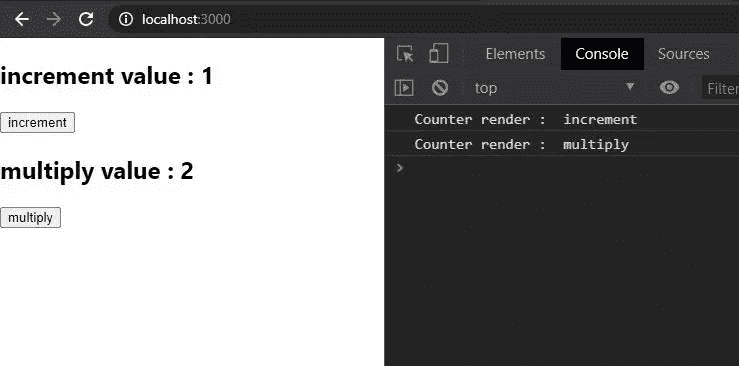 localhost:3000
Elements Console Sources
top Filter
increment value : 1
increment
multiply value : 2
multiply
Counter render : increment
Counter render : multiply